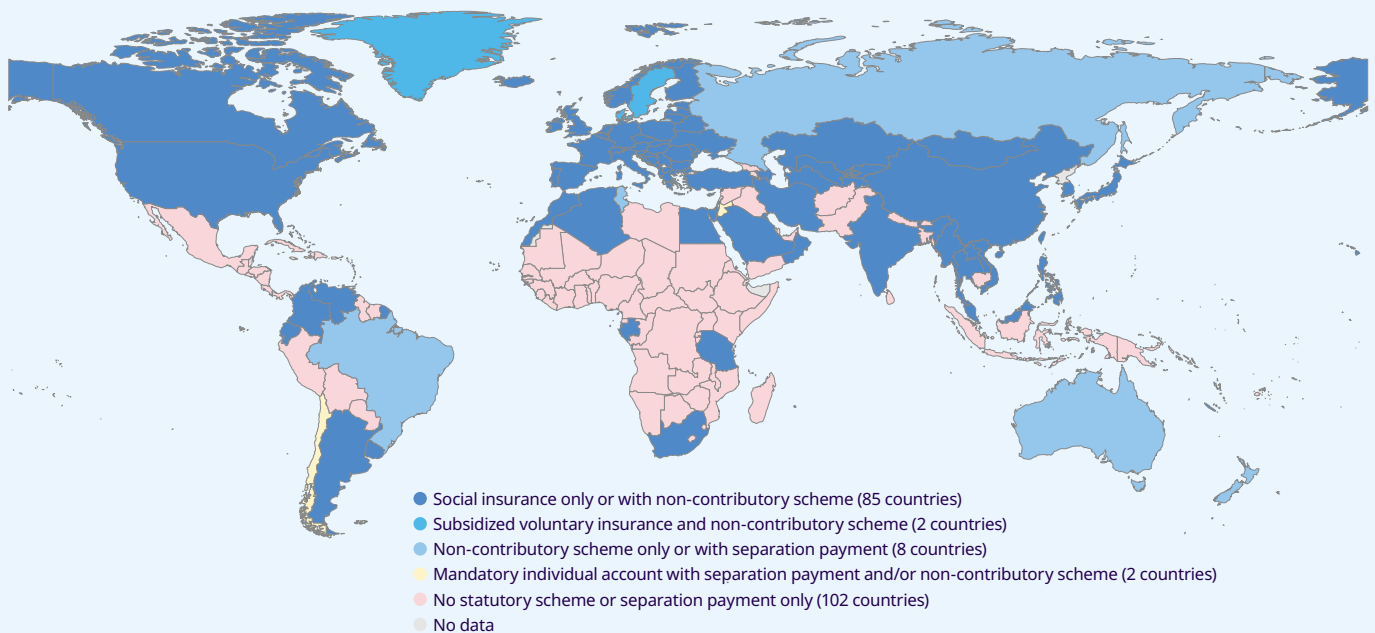 Social insurance only or with non-contributory scheme (85 countries)
Subsidized voluntary insurance and non-contributory scheme (2 countries)
Non-contributory scheme only or with separation payment (8 countries)
Mandatory individual account with separation payment and/or non-contributory scheme (2 countries)
No statutory scheme or separation payment only (102 countries)
No data